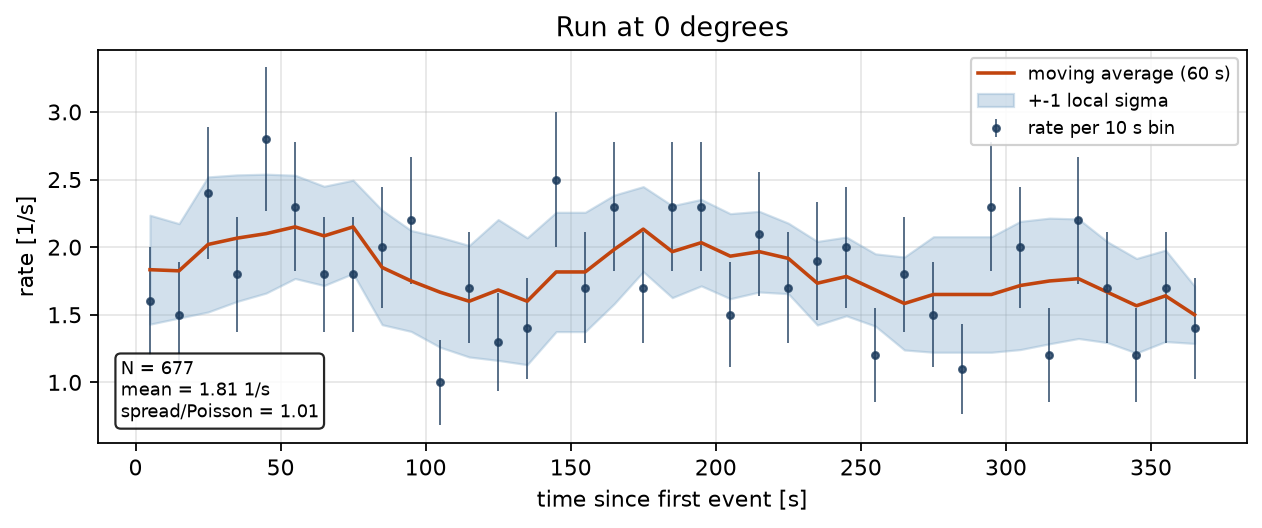 Run at 0 degrees
rate [1/s]
3.0
2.5
2.0
1.5
1.0
moving average (60 s)
+-1 local sigma
rate per 10 s bin
N = 677
mean = 1.81 1/s
spread/Poisson = 1.01
0 50 100 150 200 250 300 350
time since first event [s]